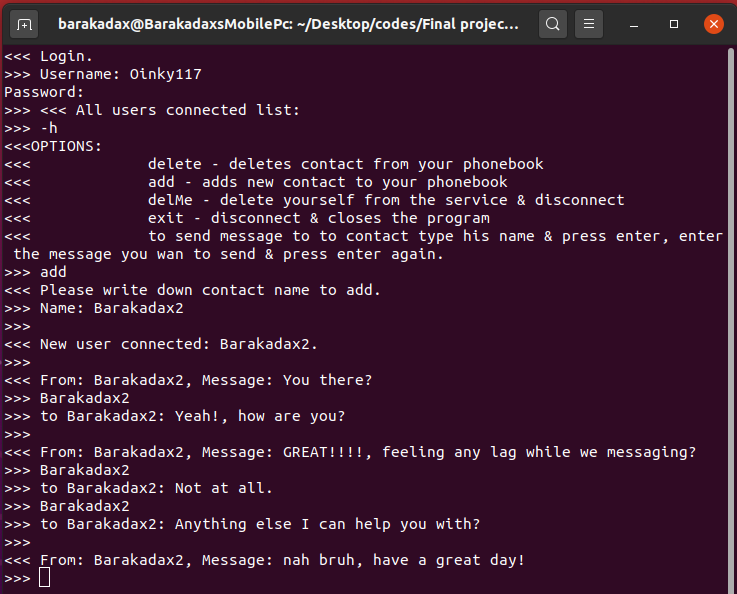 barakadax@BarakadaxsMobilePc: ~/Desktop/codes/Final projec...
<<< Login.
>>> Username: Oinky117
Password:
>>> <<< All users connected list:
>>> -h
<<<OPTIONS:
<<<             delete - deletes contact from your phonebook
<<<             add - adds new contact to your phonebook
<<<             delMe - delete yourself from the service & disconnect
<<<             exit - disconnect & closes the program
<<<             to send message to to contact type his name & press enter, enter
 the message you wan to send & press enter again.
>>> add
<<< Please write down contact name to add.
>>> Name: Barakadax2
>>>
<<< New user connected: Barakadax2.
>>>
<<< From: Barakadax2, Message: You there?
>>> Barakadax2
>>> to Barakadax2: Yeah!, how are you?
>>>
<<< From: Barakadax2, Message: GREAT!!!!, feeling any lag while we messaging?
>>> Barakadax2
>>> to Barakadax2: Not at all.
>>> Barakadax2
>>> to Barakadax2: Anything else I can help you with?
>>>
<<< From: Barakadax2, Message: nah bruh, have a great day!
>>>